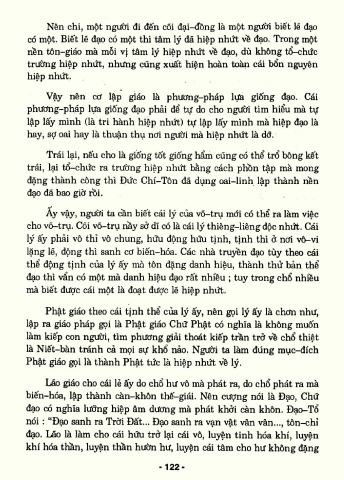 Nên chi, một người đi đến cõi đại-đồng là một người biết lẽ đạo
có một. Biết lẽ đạo có một thì tâm lý đã hiệp nhứt về đạo. Trong một
nền tôn-giáo mà mỗi vị tâm lý hiệp nhứt về đạo, dù không tổ-chức
trường hiệp nhứt, nhưng cũng xuất hiện hoàn toàn cái bổn nguyên
hiệp nhứt.
Vậy nên cơ lập giáo là phương-pháp lựa giống đạo. Cái
phương-pháp lựa giống đạo phải để tự do cho người tìm hiểu mà tự
lập lấy mình (là tri hành hiệp nhứt) tự lập lấy mình mà hiệp đạo là
hay, sợ oai hay là thuận thụ nơi người mà hiệp nhứt là dở.
Trái lại, nếu cho là giống tốt giống hẩm cũng có thể trổ bông kết
trái, lại tổ-chức ra trường hiệp nhứt bằng cách phồn tập mà mong
đặng thành công thì Đức Chí-Tôn đã dụng oai-linh lập thành nền
đạo đã bao giờ rồi.
Ấy vậy, người ta cần biết cái lý của võ-trụ mới có thể ra làm việc
cho võ-trụ. Cõi võ-trụ nầy sở dĩ có là cái lý thiêng-liêng độc nhứt. Cái
lý ấy phải vô thỉ vô chung, hữu động hữu tịnh, tịnh thì ở nơi vô-vi
lặng lẽ, động thì sanh cơ biến-hóa. Các nhà truyền đạo tùy theo cái
thể động tịnh của lý ấy mà tôn đặng danh hiệu, thành thử bản thể
đạo thì vẫn có một mà danh hiệu đạo rất nhiều ; tuy trong chổ nhiều
mà biết được cái một là đoạt được lẽ hiệp nhứt.
Phật giáo theo cái tịnh thể của lý ấy, nên gọi lý ấy là chơn như,
lập ra giáo pháp gọi là Phật giáo Chữ Phật có nghĩa là không muốn
làm kiếp con người, tìm phương giải thoát kiếp trần trở về chổ thiệt
là Niết-bàn tránh cả mọi sự khổ não. Người ta làm đúng mục-đích
Phật giáo gọi là thành Phật tức là hiệp nhứt về lý.
Lão giáo cho cái lẽ ấy do chổ hư vô mà phát ra, do chổ phát ra mà
biến-hóa, lập thành càn-khôn thế-giái. Nên cượng nói là Đạo, Chữ
đạo có nghĩa lưỡng hiệp âm dương mà phát khởi càn khôn. Đạo-Tổ
nói : “Đạo sanh ra Trời Đất... Đạo sanh ra vạn vật vân vân..., tôn-chỉ
đạo. Lão là làm cho cái hữu trở lại cái vô, luyện tinh hóa khí, luyện
khí hóa thần, luyện thần hườn hư, luyện cái tâm cho hư không đặng
- 122 -